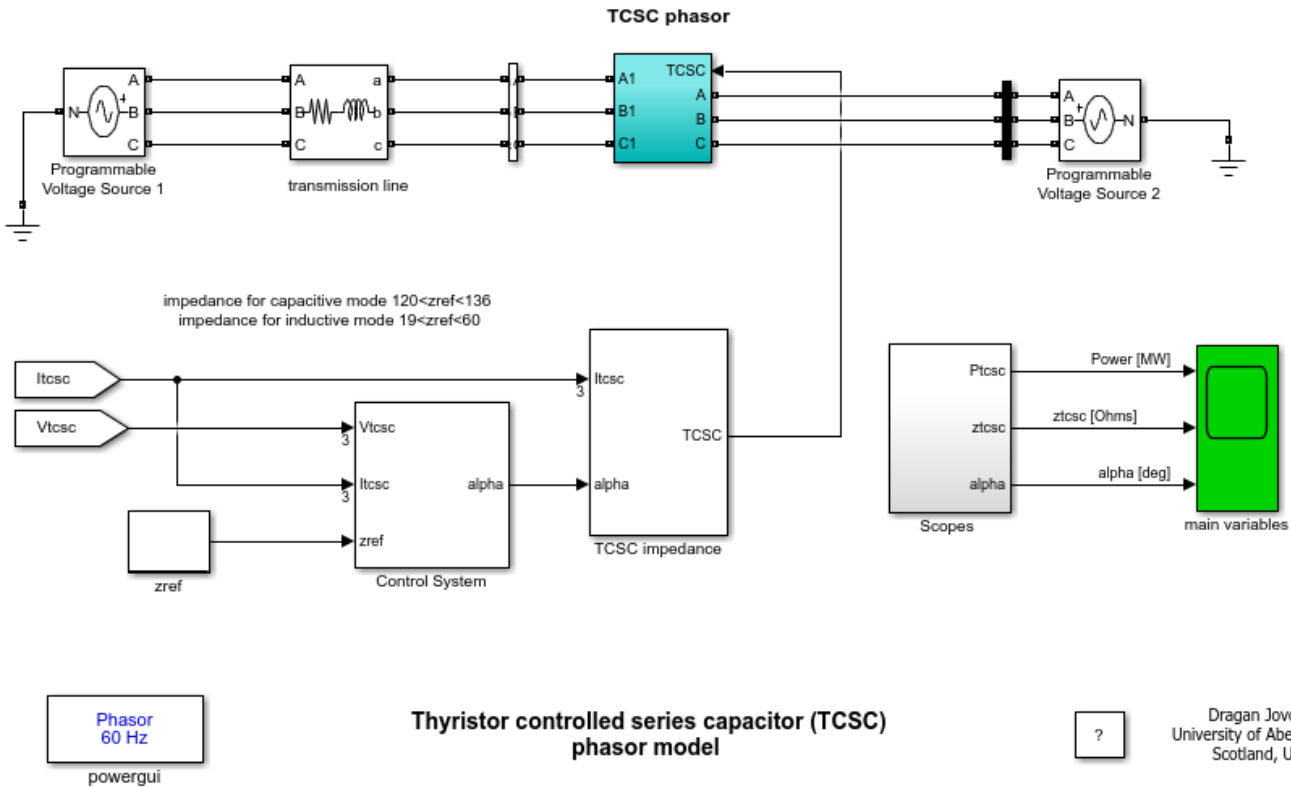 TCSC phasor
N
+
A
B
C
Programmable
Voltage Source 1
A
B
C
a
b
c
transmission line
A1
B1
C1
TCSC
A
B
C
A
B
C
+
N
Programmable
Voltage Source 2
impedance for capacitive mode 120<zref<136
impedance for inductive mode 19<zref<60
Itcsc
Vtcsc
zref
Vtcsc
3
Itcsc
3
zref
alpha
Control System
Itcsc
3
alpha
TCSC
TCSC impedance
Ptcsc
ztcsc
alpha
Scopes
Power [MW]
ztcsc [Ohms]
alpha [deg]
main variables
Phasor
60 Hz
powergui
Thyristor controlled series capacitor (TCSC)
phasor model
?
Dragan Jovc
University of Abe
Scotland, U